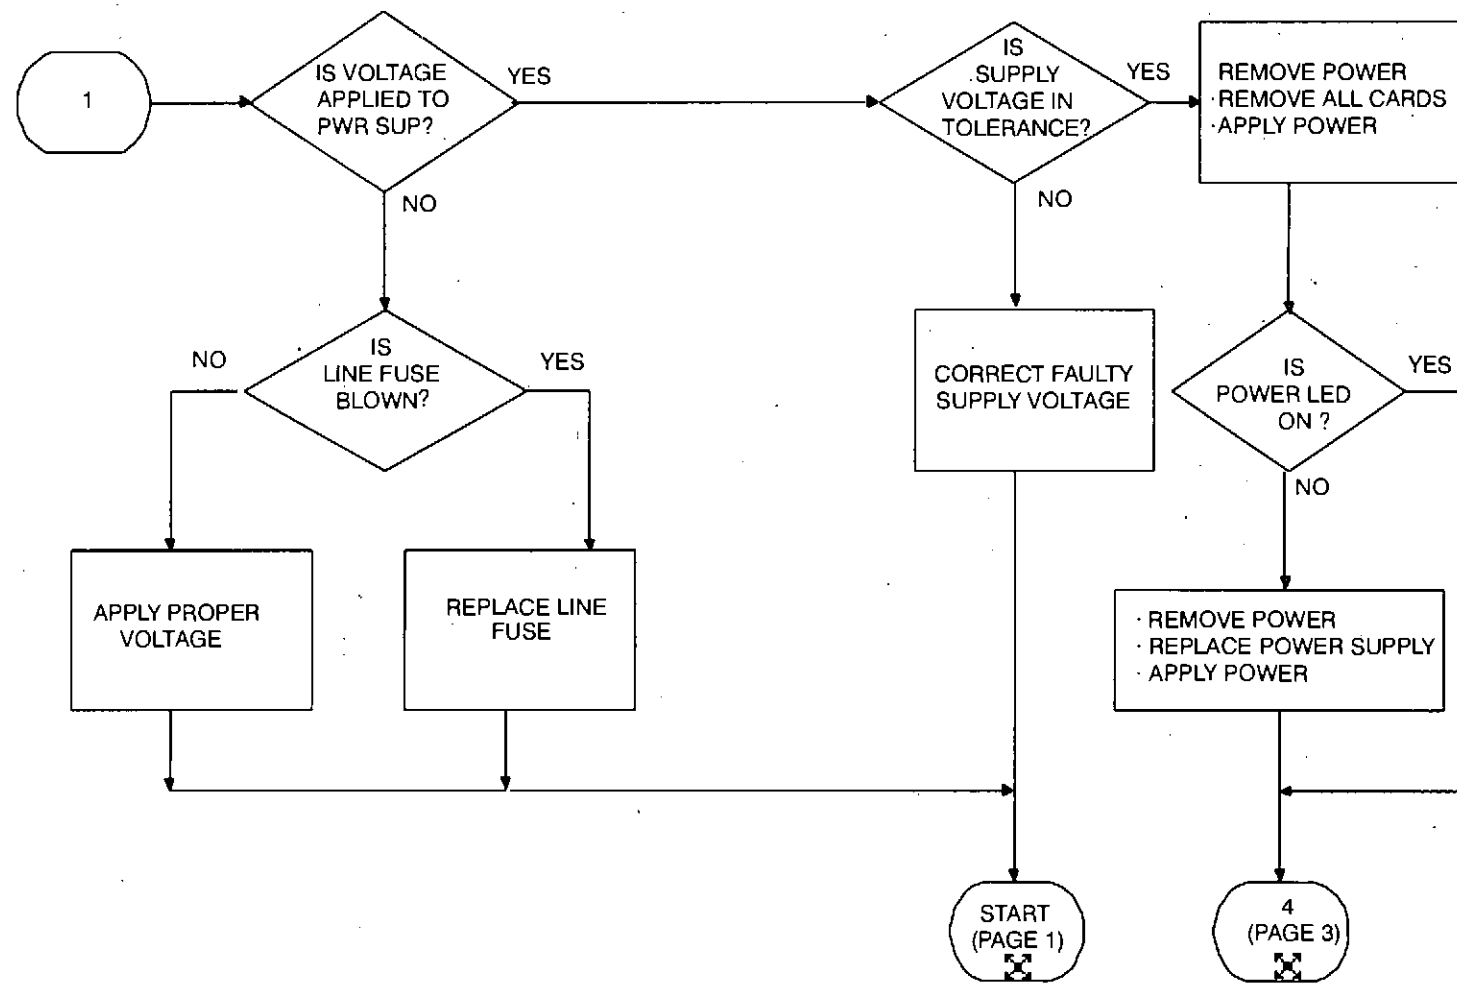 1
IS VOLTAGE
APPLIED TO
PWR SUP?
YES
NO
IS
SUPPLY
VOLTAGE IN
TOLERANCE?
YES
NO
REMOVE POWER
·REMOVE ALL CARDS
·APPLY POWER
IS
LINE FUSE
BLOWN?
NO
YES
CORRECT FAULTY
SUPPLY VOLTAGE
IS
POWER LED
ON ?
YES
NO
APPLY PROPER
VOLTAGE
REPLACE LINE
FUSE
· REMOVE POWER
· REPLACE POWER SUPPLY
· APPLY POWER
START
(PAGE 1)
4
(PAGE 3)